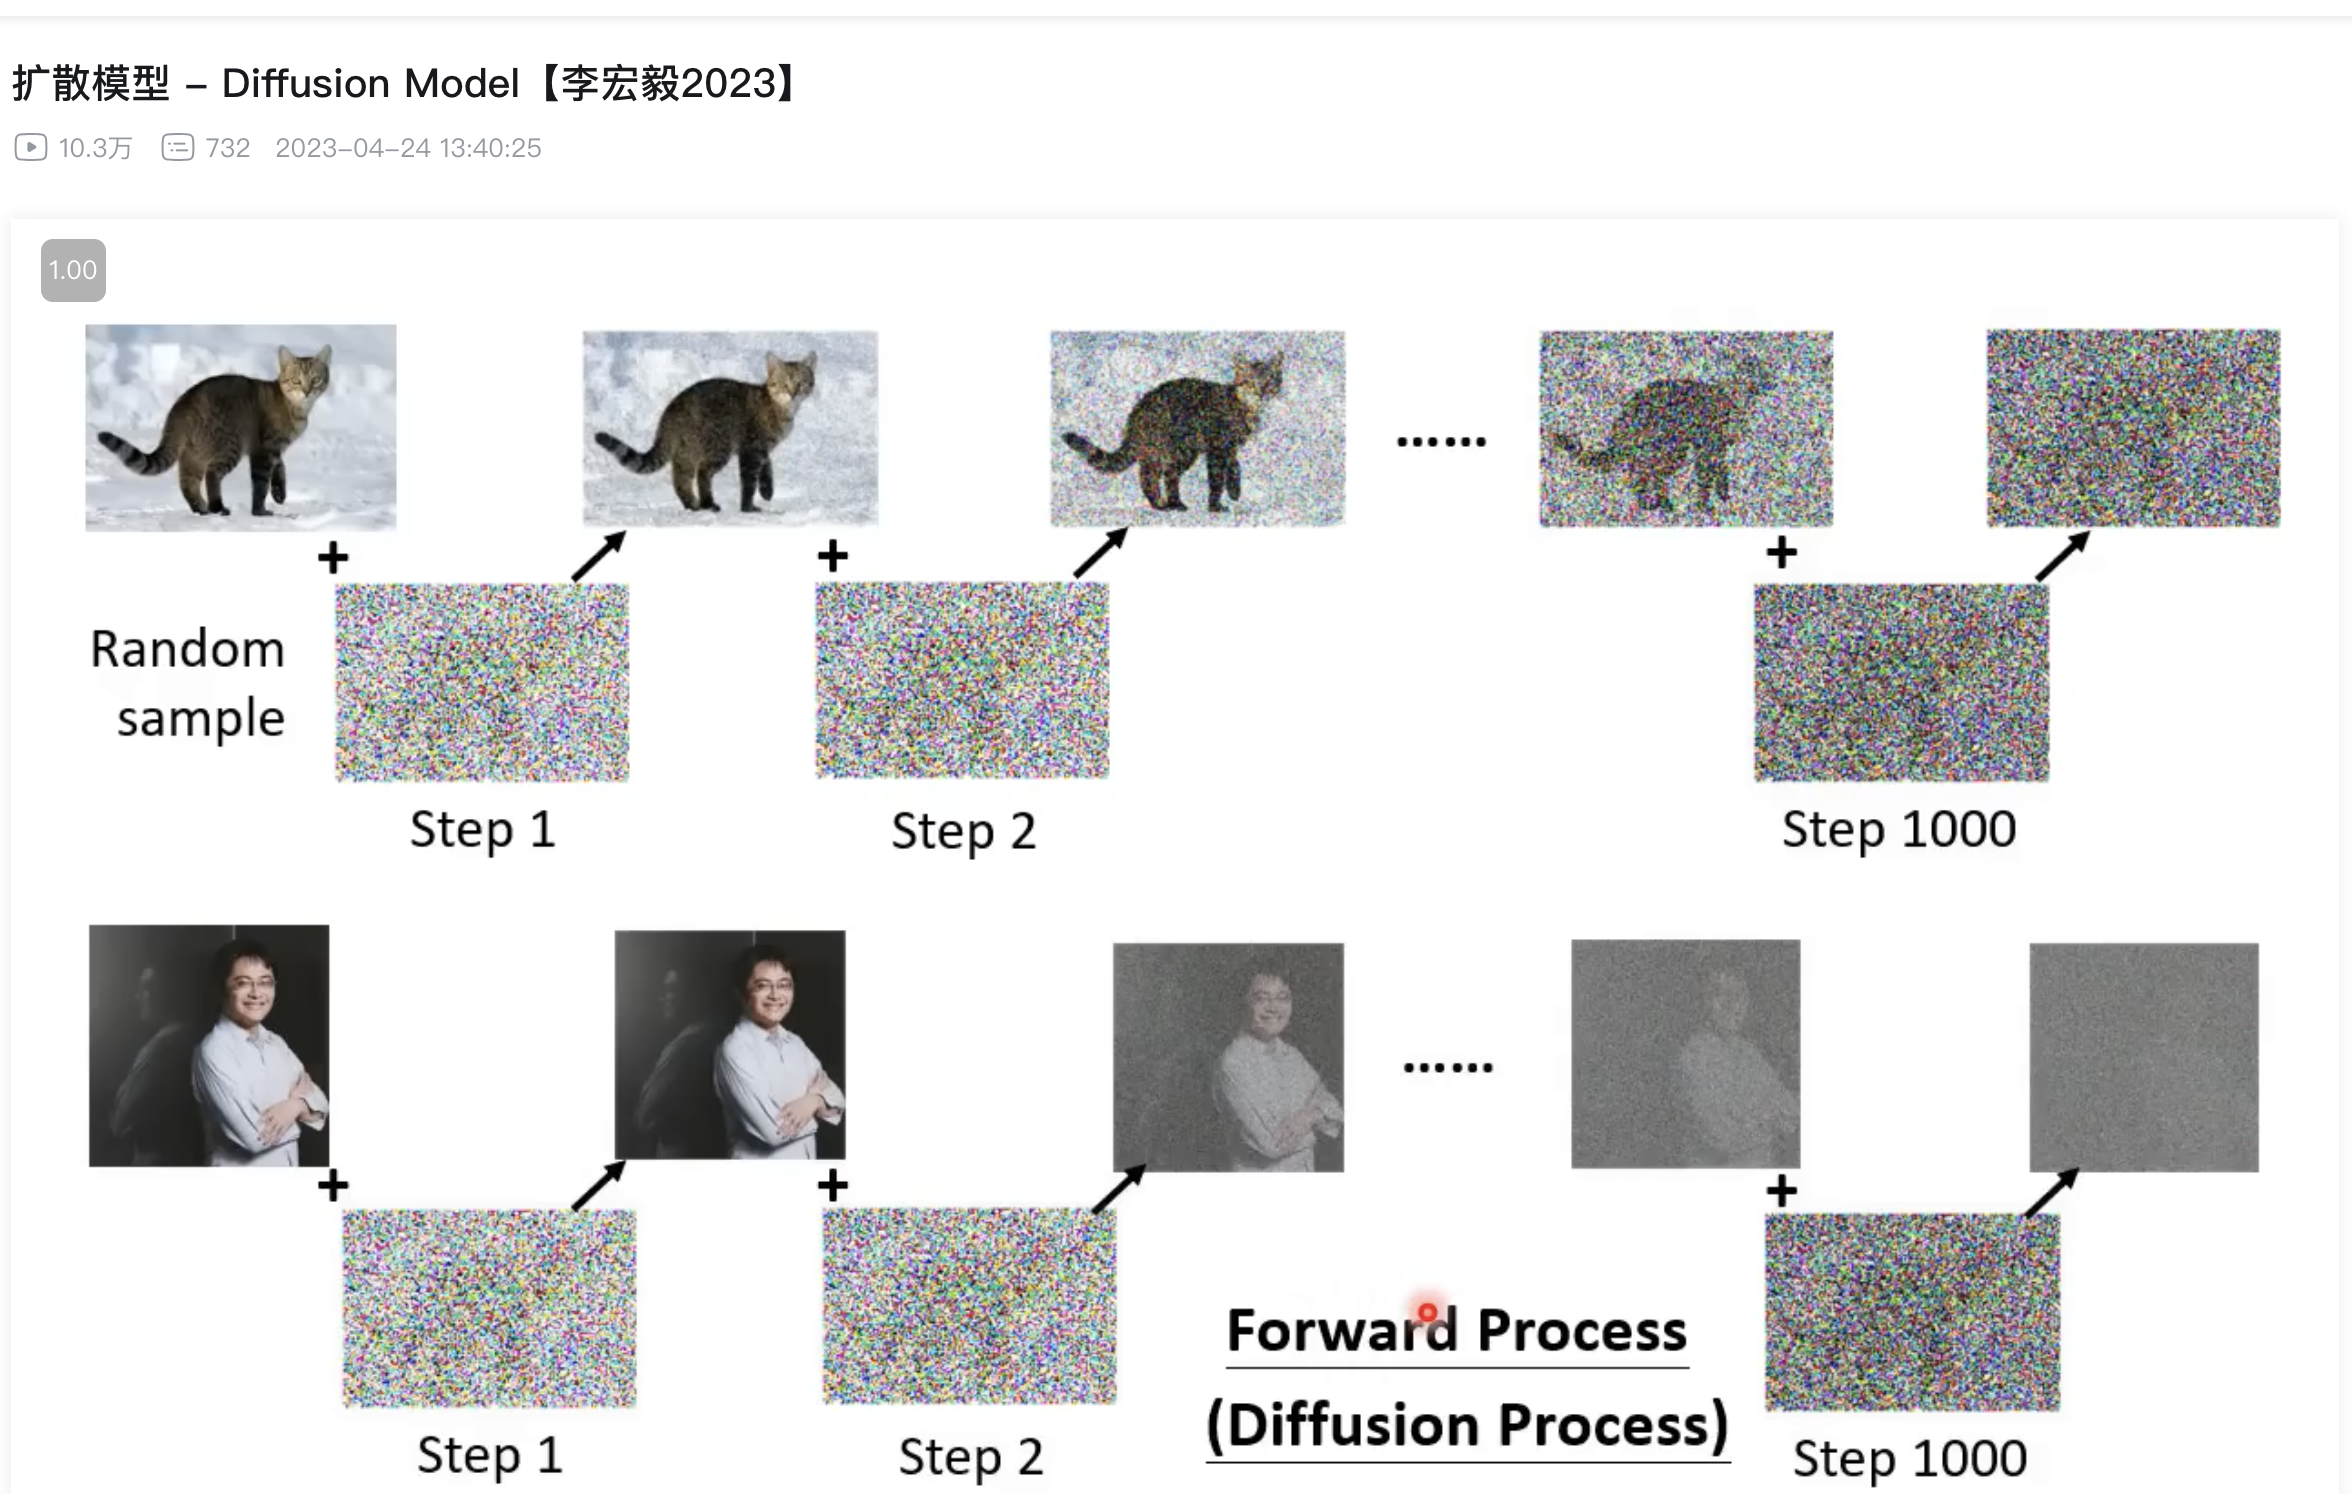 扩散模型 – Diffusion Model【李宏毅2023】
10.3万 732 2023–04–24 13:40:25
1.00
......
Random
sample
Step 1 Step 2 Step 1000
......
Forward Process
(Diffusion Process)
Step 1 Step 2 Step 1000